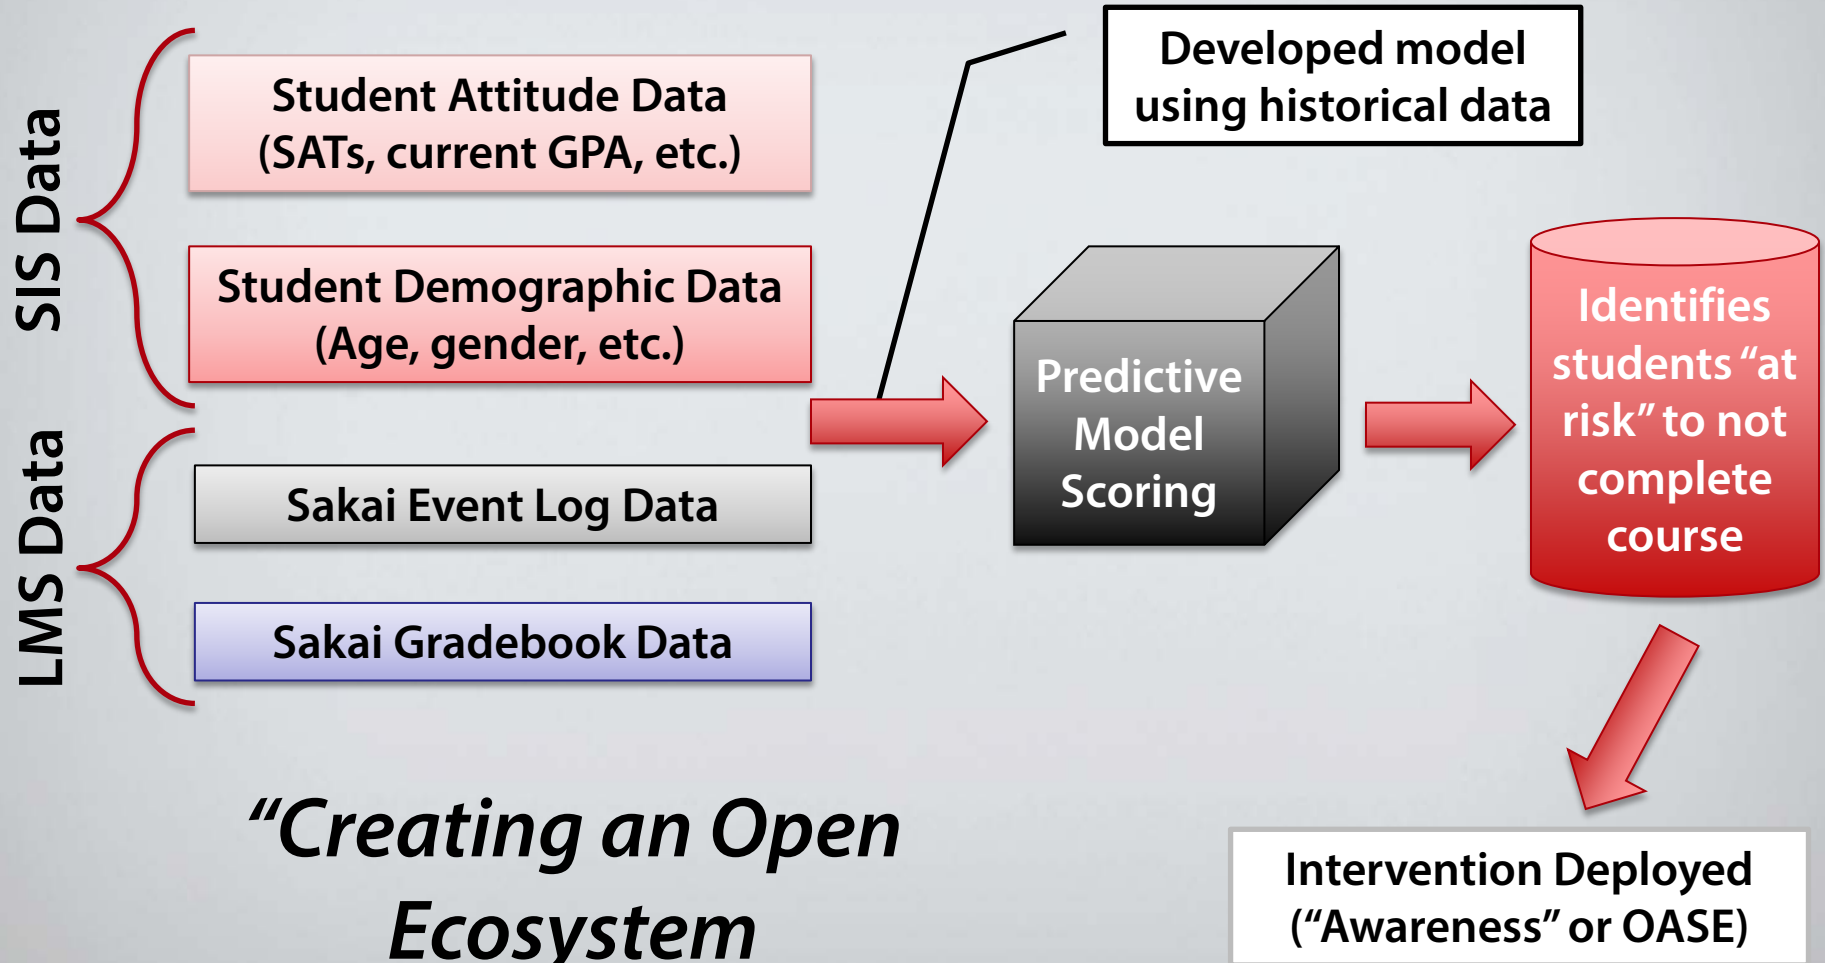 SIS Data
Student Attitude Data
(SATs, current GPA, etc.)
Student Demographic Data
(Age, gender, etc.)
LMS Data
Sakai Event Log Data
Sakai Gradebook Data
Developed model
using historical data
Predictive
Model
Scoring
Identifies
students “at
risk” to not
complete
course
Intervention Deployed
(“Awareness” or OASE)
“Creating an Open
Ecosystem